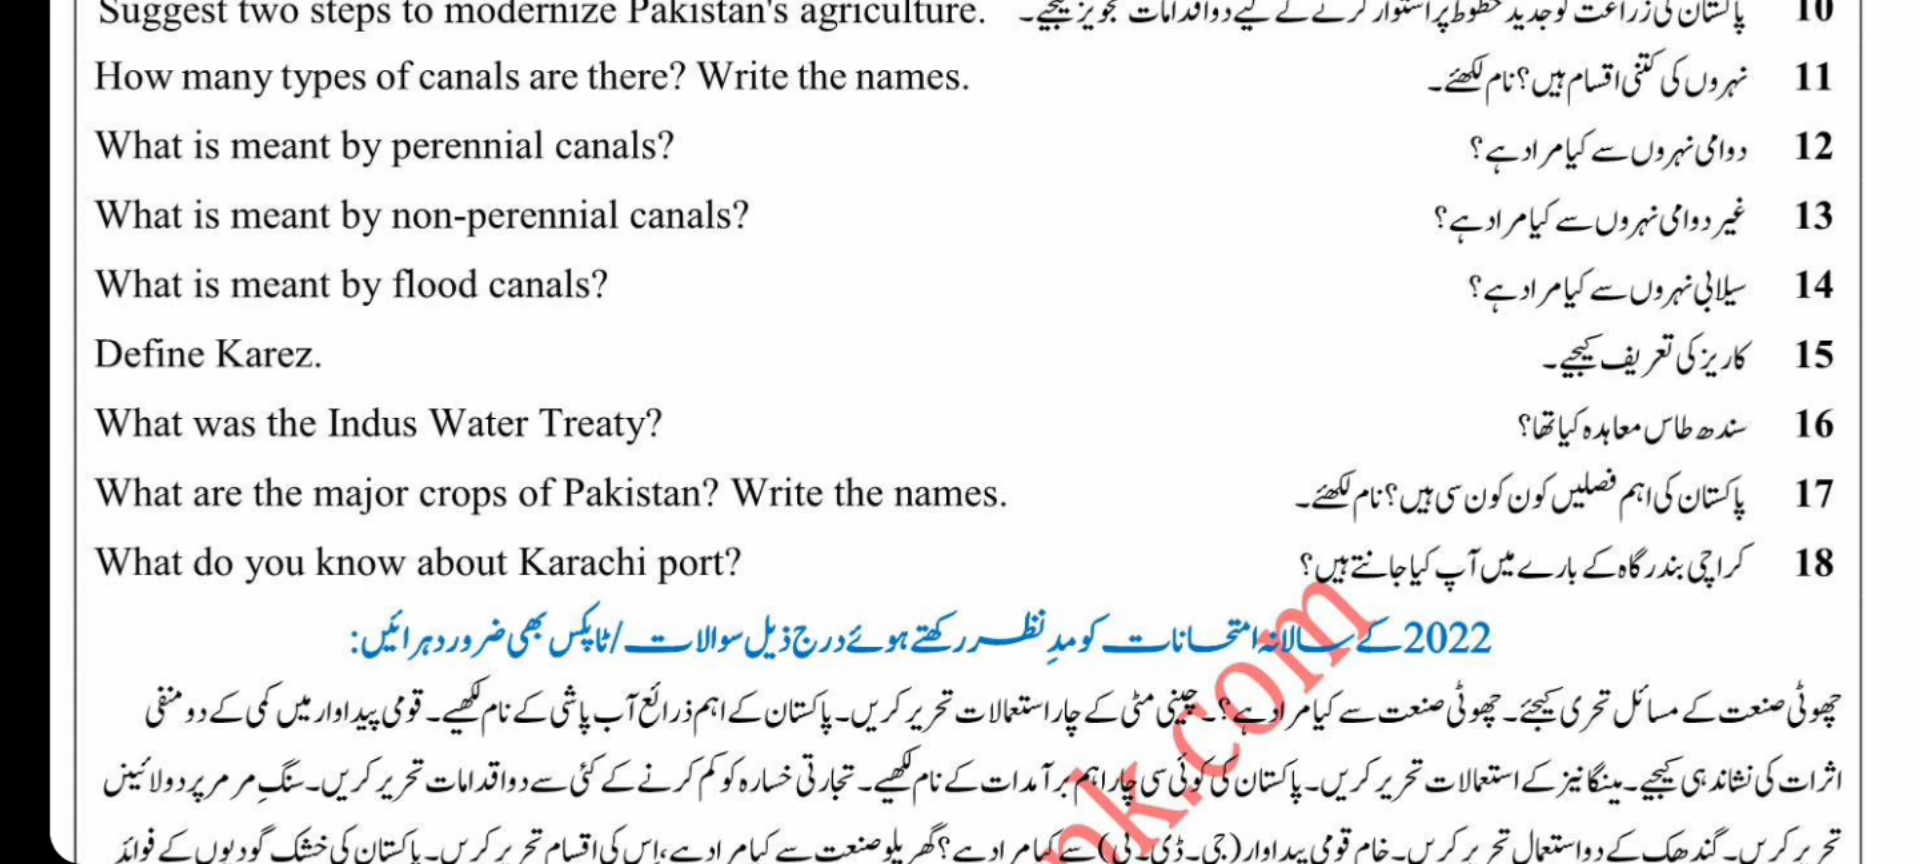 Suggest two steps to modernize Pakistan's agriculture. پاکستان کی زراعت کو جدید خطوط پر استوار کرنے کے لیے دو اقدامات تجویز کیجیے۔ 10
How many types of canals are there? Write the names. نہروں کی کتنی اقسام ہیں؟ نام لکھئے۔ 11
What is meant by perennial canals? دوامی نہروں سے کیا مراد ہے؟ 12
What is meant by non-perennial canals? غیر دوامی نہروں سے کیا مراد ہے؟ 13
What is meant by flood canals? سیلابی نہروں سے کیا مراد ہے؟ 14
Define Karez. کاریز کی تعریف کیجیے۔ 15
What was the Indus Water Treaty? سندھ طاس معاہدہ کیا تھا؟ 16
What are the major crops of Pakistan? Write the names. پاکستان کی اہم فصلیں کون کون سی ہیں؟ نام لکھئے۔ 17
What do you know about Karachi port? کراچی بندرگاہ کے بارے میں آپ کیا جانتے ہیں؟ 18
2022 کے سالانہ امتحانات کو مدِ نظر رکھتے ہوئے درج ذیل سوالات/ٹاپکس بھی ضرور دہرائیں:
چھوٹی صنعت کے مسائل تحری کیجئے۔ چھوٹی صنعت سے کیا مراد ہے؟۔ چینی مٹی کے چار استعمالات تحریر کریں۔ پاکستان کے اہم ذرائع آب پاشی کے نام لکھیے۔ قومی پیداوار میں کمی کے دو منفی
اثرات کی نشاند ہی کیجیے۔ مینگانیز کے استعمالات تحریر کریں۔ پاکستان کی کوئی سی چار اہم برآمدات کے نام لکھیے۔ تجارتی خسارہ کو کم کرنے کے کئی سے دو اقدامات تحریر کریں۔ سنگِ مرمر پر دو لائینں
تحریر کریں۔ گندھک کے دو استعمال تحریر کریں۔ خام قومی پیداوار (جی۔ڈی۔پی) سے کیا مراد ہے؟ گھریلو صنعت سے کیا مراد ہے، اس کی اقسام تحریر کریں۔ پاکستان کی خشک گودیوں کے فوائد
nk.com